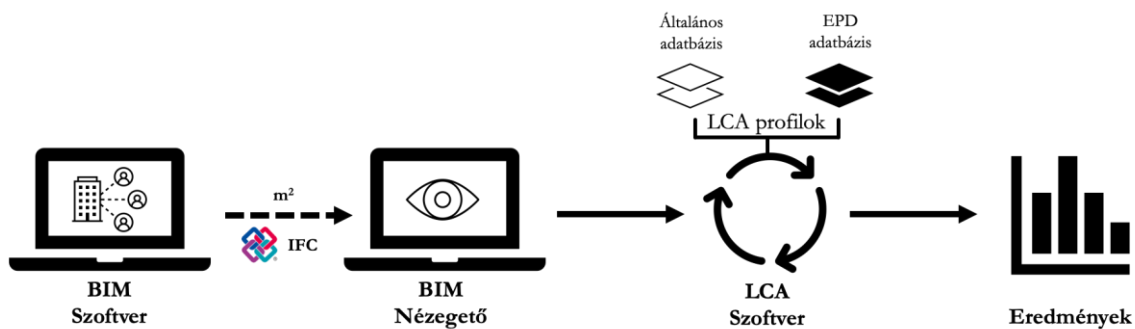 Általános
adatbázis
EPD
adatbázis
LCA profilok
m²
IFC
BIM
Szoftver
BIM
Nézegető
LCA
Szoftver
Eredmények